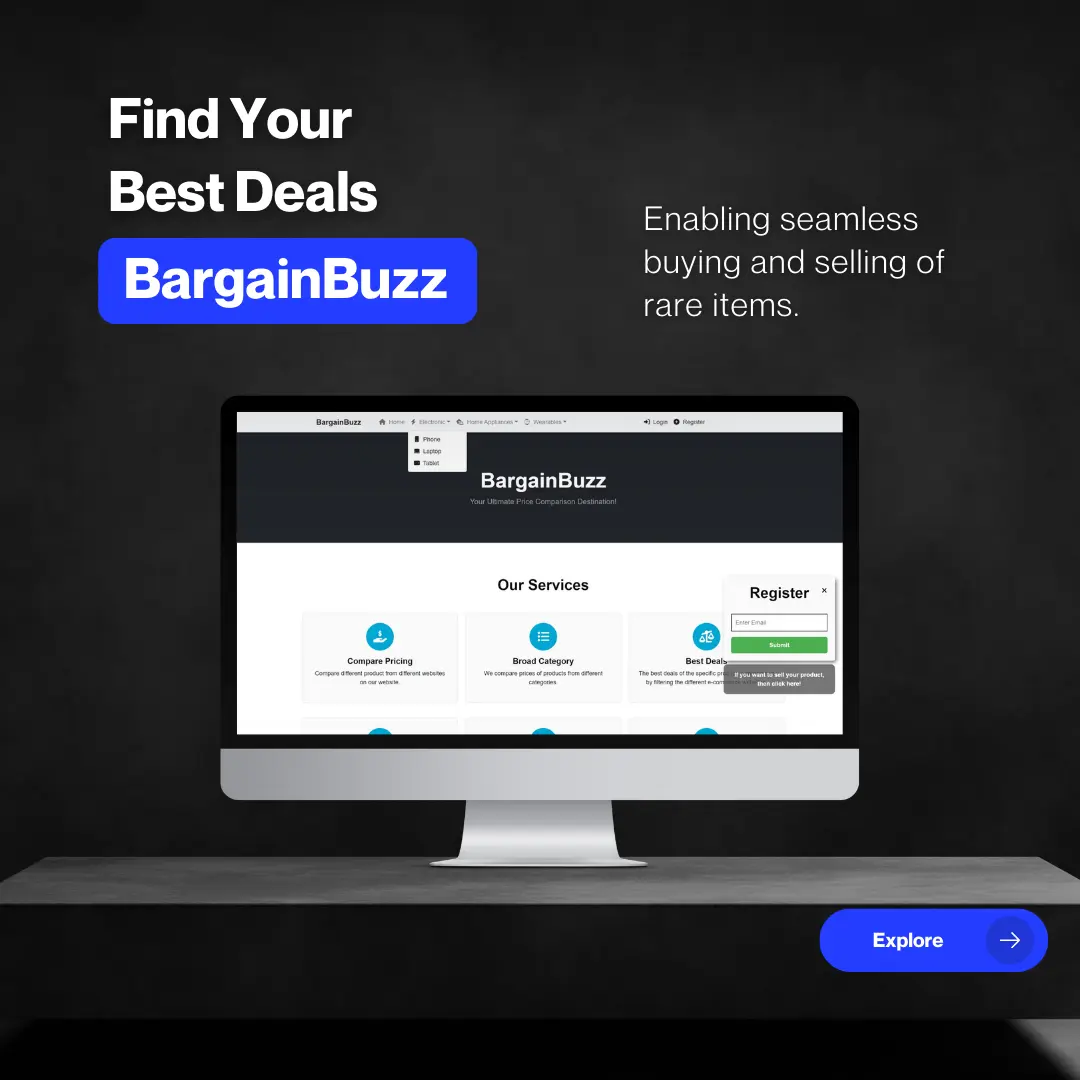 Find Your
Best Deals
BargainBuzz
Enabling seamless
buying and selling of
rare items.
BargainBuzz Home Electronic Home Appliances Wearables Login Register
Phone
Laptop
Tablet
BargainBuzz
Your Ultimate Price Comparison Destination!
Our Services
Register ×
Enter Email
Submit
If you want to sell your product,
then click here!
Compare Pricing
Compare different product from different websites
on our website.
Broad Category
We compare prices of products from different
categories.
Best Deals
The best deals of the specific
by filtering the different
Explore